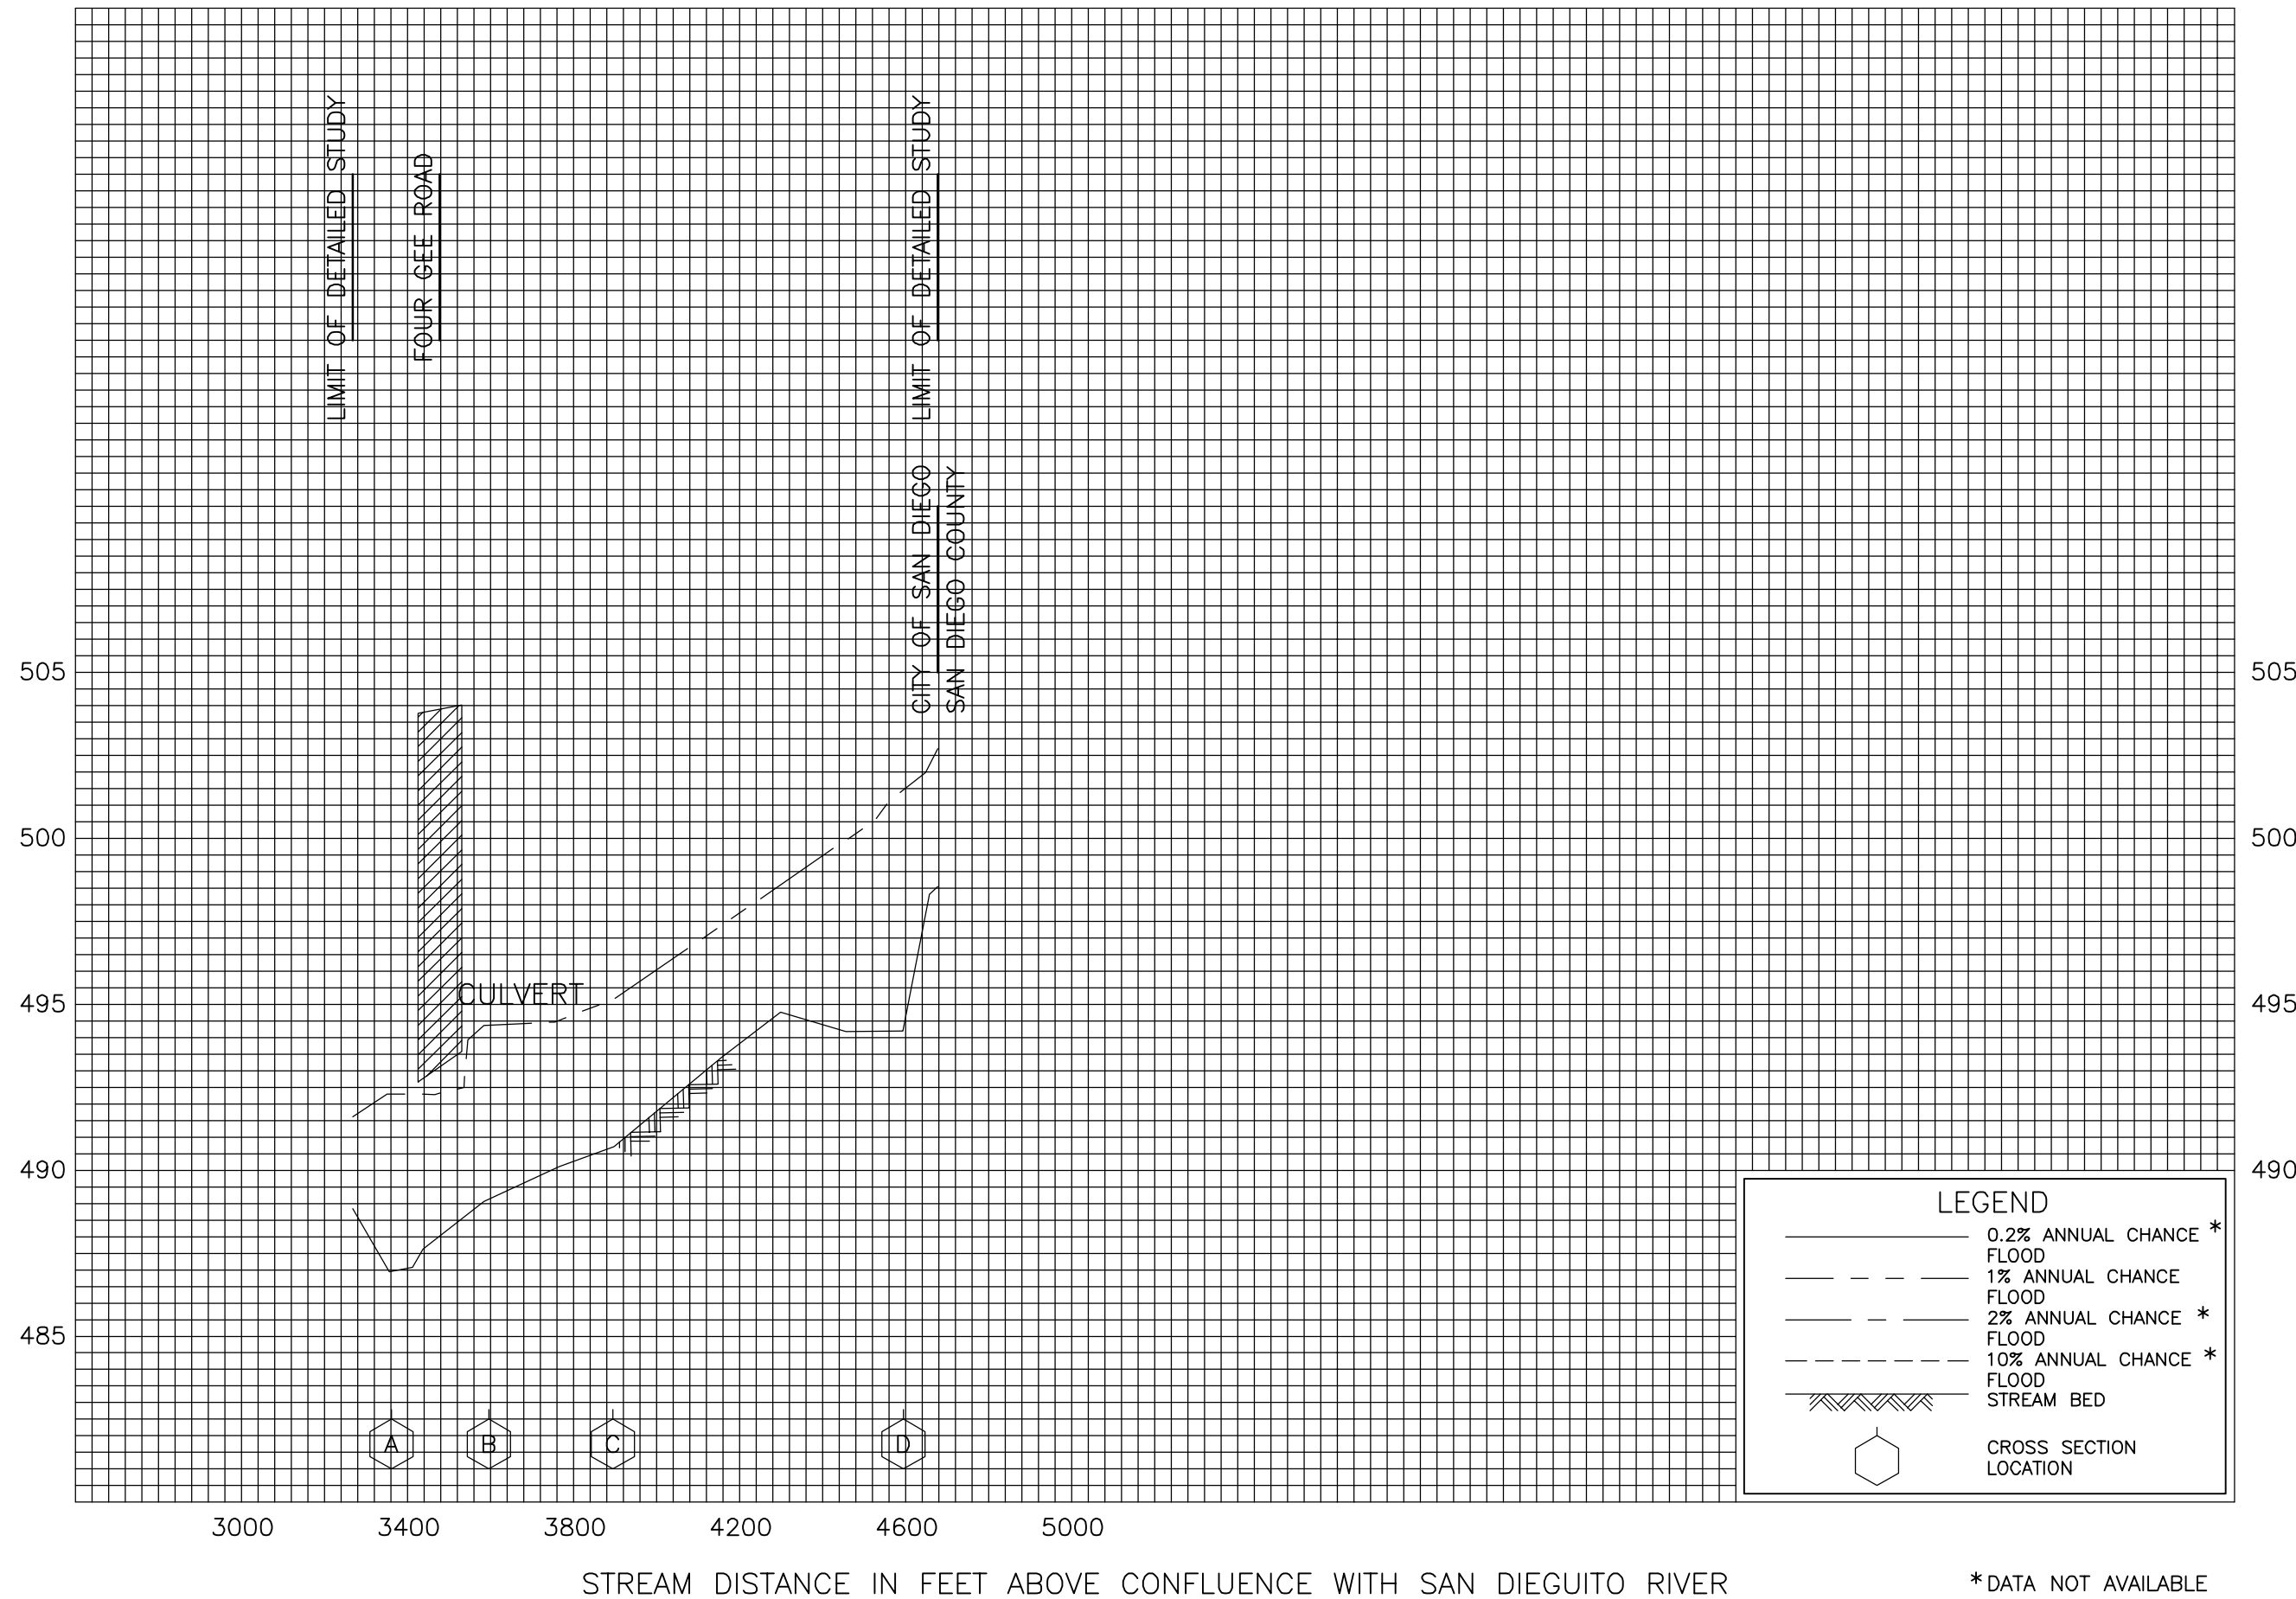 LIMIT OF DETAILED STUDY
FOUR GEE ROAD
LIMIT OF DETAILED STUDY
CITY OF SAN DIEGO
SAN DIEGO COUNTY
505
505
500
500
CULVERT
495
495
490
490
485
LEGEND
0.2% ANNUAL CHANCE *
FLOOD
1% ANNUAL CHANCE
FLOOD
2% ANNUAL CHANCE *
FLOOD
10% ANNUAL CHANCE *
FLOOD
STREAM BED
CROSS SECTION
LOCATION
A B C D
3000 3400 3800 4200 4600 5000
STREAM DISTANCE IN FEET ABOVE CONFLUENCE WITH SAN DIEGUITO RIVER
* DATA NOT AVAILABLE